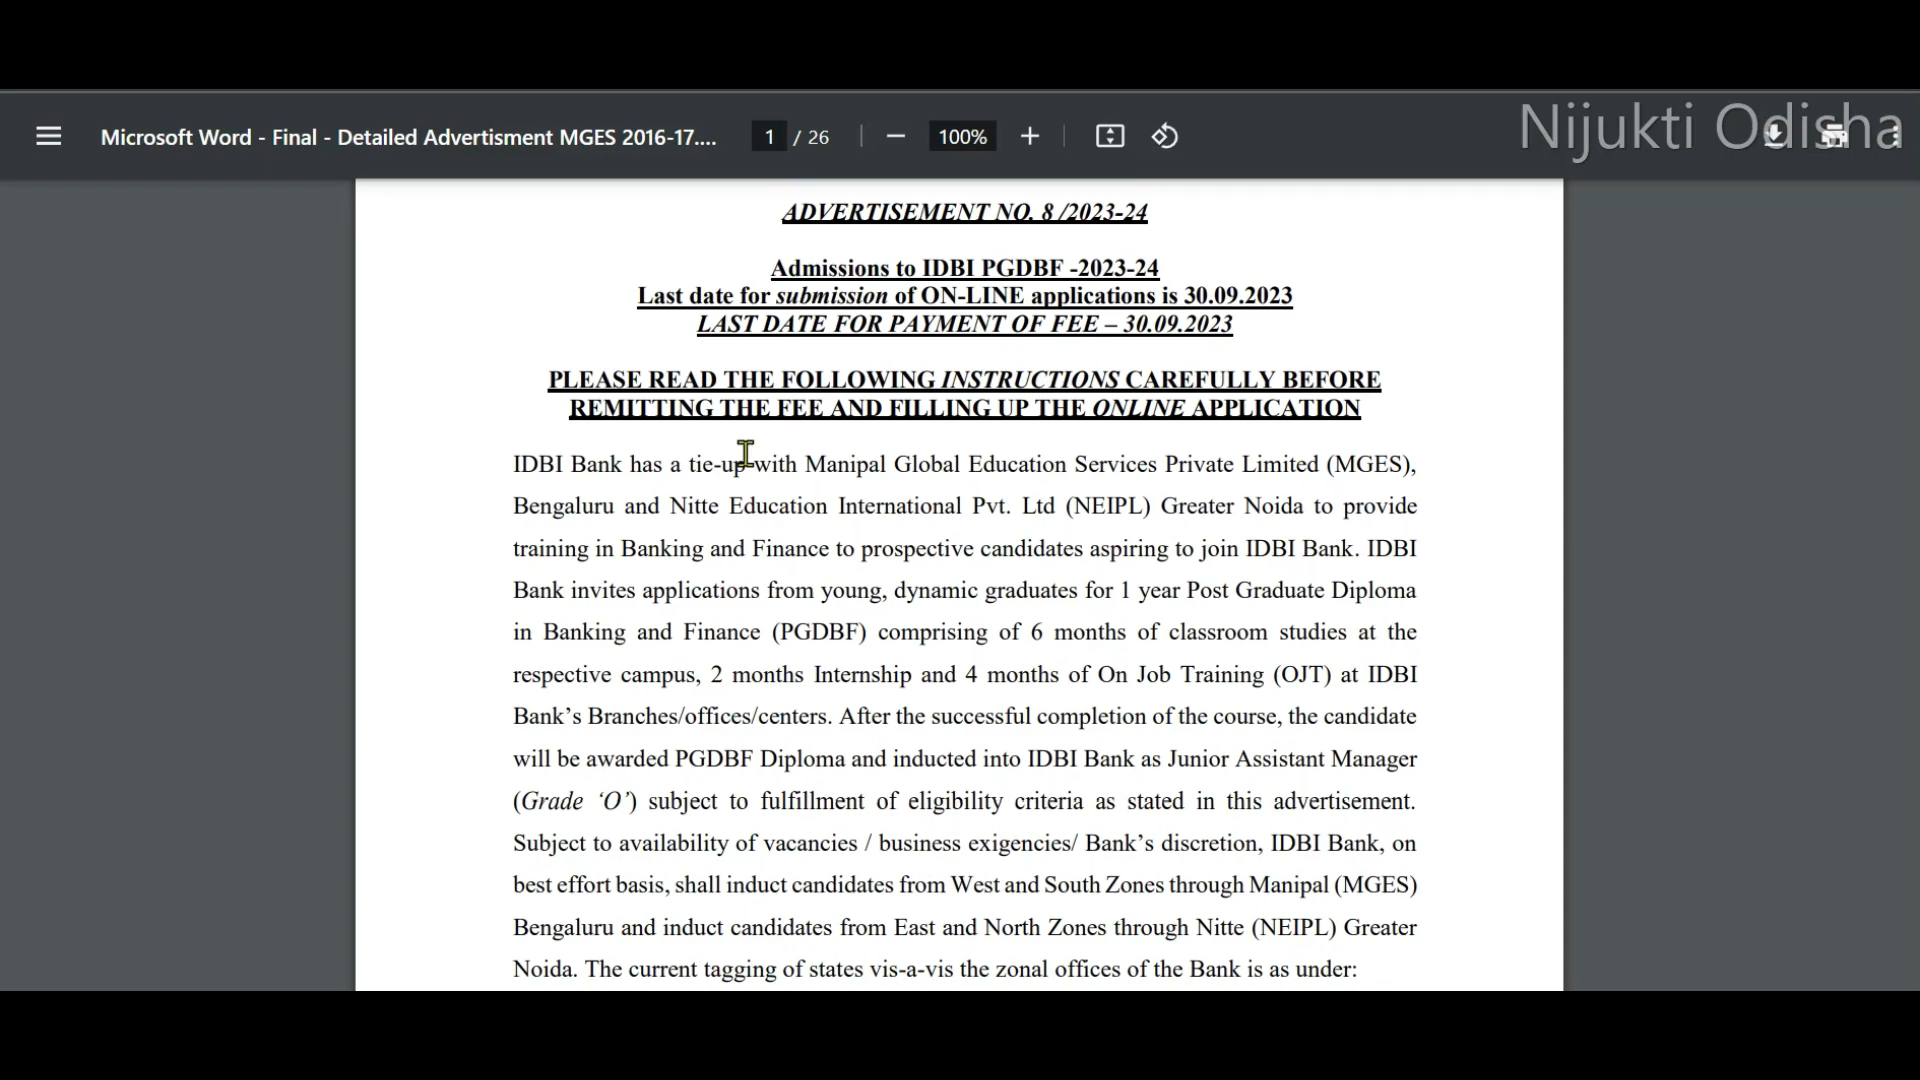 Microsoft Word - Final - Detailed Advertisment MGES 2016-17.... 1 / 26 100%
Nijukti Odisha
ADVERTISEMENT NO. 8 /2023-24
Admissions to IDBI PGDBF -2023-24
Last date for submission of ON-LINE applications is 30.09.2023
LAST DATE FOR PAYMENT OF FEE – 30.09.2023
PLEASE READ THE FOLLOWING INSTRUCTIONS CAREFULLY BEFORE
REMITTING THE FEE AND FILLING UP THE ONLINE APPLICATION
IDBI Bank has a tie-up with Manipal Global Education Services Private Limited (MGES),
Bengaluru and Nitte Education International Pvt. Ltd (NEIPL) Greater Noida to provide
training in Banking and Finance to prospective candidates aspiring to join IDBI Bank. IDBI
Bank invites applications from young, dynamic graduates for 1 year Post Graduate Diploma
in Banking and Finance (PGDBF) comprising of 6 months of classroom studies at the
respective campus, 2 months Internship and 4 months of On Job Training (OJT) at IDBI
Bank’s Branches/offices/centers. After the successful completion of the course, the candidate
will be awarded PGDBF Diploma and inducted into IDBI Bank as Junior Assistant Manager
(Grade ‘O’) subject to fulfillment of eligibility criteria as stated in this advertisement.
Subject to availability of vacancies / business exigencies/ Bank’s discretion, IDBI Bank, on
best effort basis, shall induct candidates from West and South Zones through Manipal (MGES)
Bengaluru and induct candidates from East and North Zones through Nitte (NEIPL) Greater
Noida. The current tagging of states vis-a-vis the zonal offices of the Bank is as under: